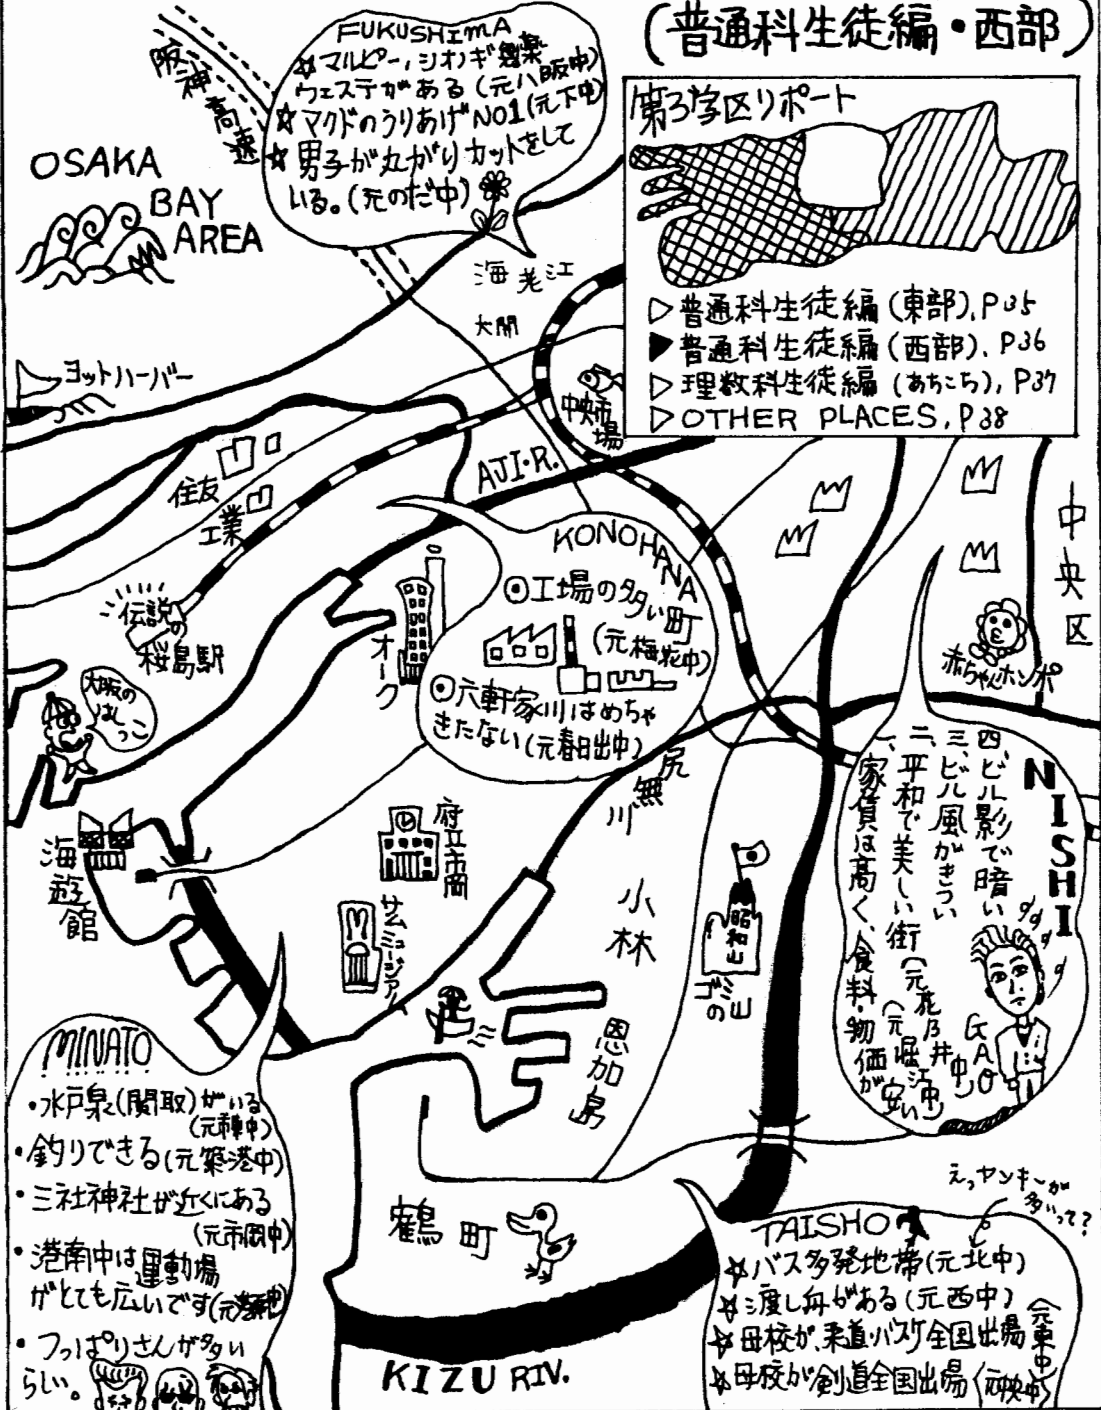 (普通科生徒編・西部)
第3学区リポート
▷普通科生徒編(東部), P35
▶普通科生徒編(西部), P36
▷理数科生徒編(あちこち), P37
▷OTHER PLACES, P38
FUKUSHIMA
☆マルビー,シオノギ製薬
ウェステがある(元八阪中)
☆マクドのうりあげNO1(元下中)
☆男子が丸がりカットをして
いる。(元のだ中)
阪神高速
OSAKA
BAY
AREA
海老江
大開
ヨットハーバー
中央市場
住友
工業
AJI・R.
伝説の
桜島駅
大阪の
はしっこ
オーク
KONOHANA
◉工場の多い町
(元梅花中)
◉六軒家川はめちゃ
きたない(元春日出中)
中央区
赤ちゃんホンポ
NISHI
一、家賃は高く、食料・物価が安い(元堀江中)
二、平和で美しい街(元花乃井中)
三、ビル風がきつい
四、ビル影で暗い
GAO
海遊館
府立市岡
サムミュージアム
尻無川
小林
恩加島
昭和山
ゴミの山
MINATO
・水戸泉(関取)がいる
・釣りできる(元築港中)
・三社神社が近くにある
(元市岡中)
・港南中は運動場
がとても広いです
・つっぱりさんが多い
らしい。
鶴町
KIZU RIV.
えっヤンキーが
多いって?
TAISHO
☆バス多発地帯(元北中)
☆渡し舟がある(元西中)
☆母校が、柔道・バスケ全国出場(元東中)
☆母校が剣道全国出場(元中央中)